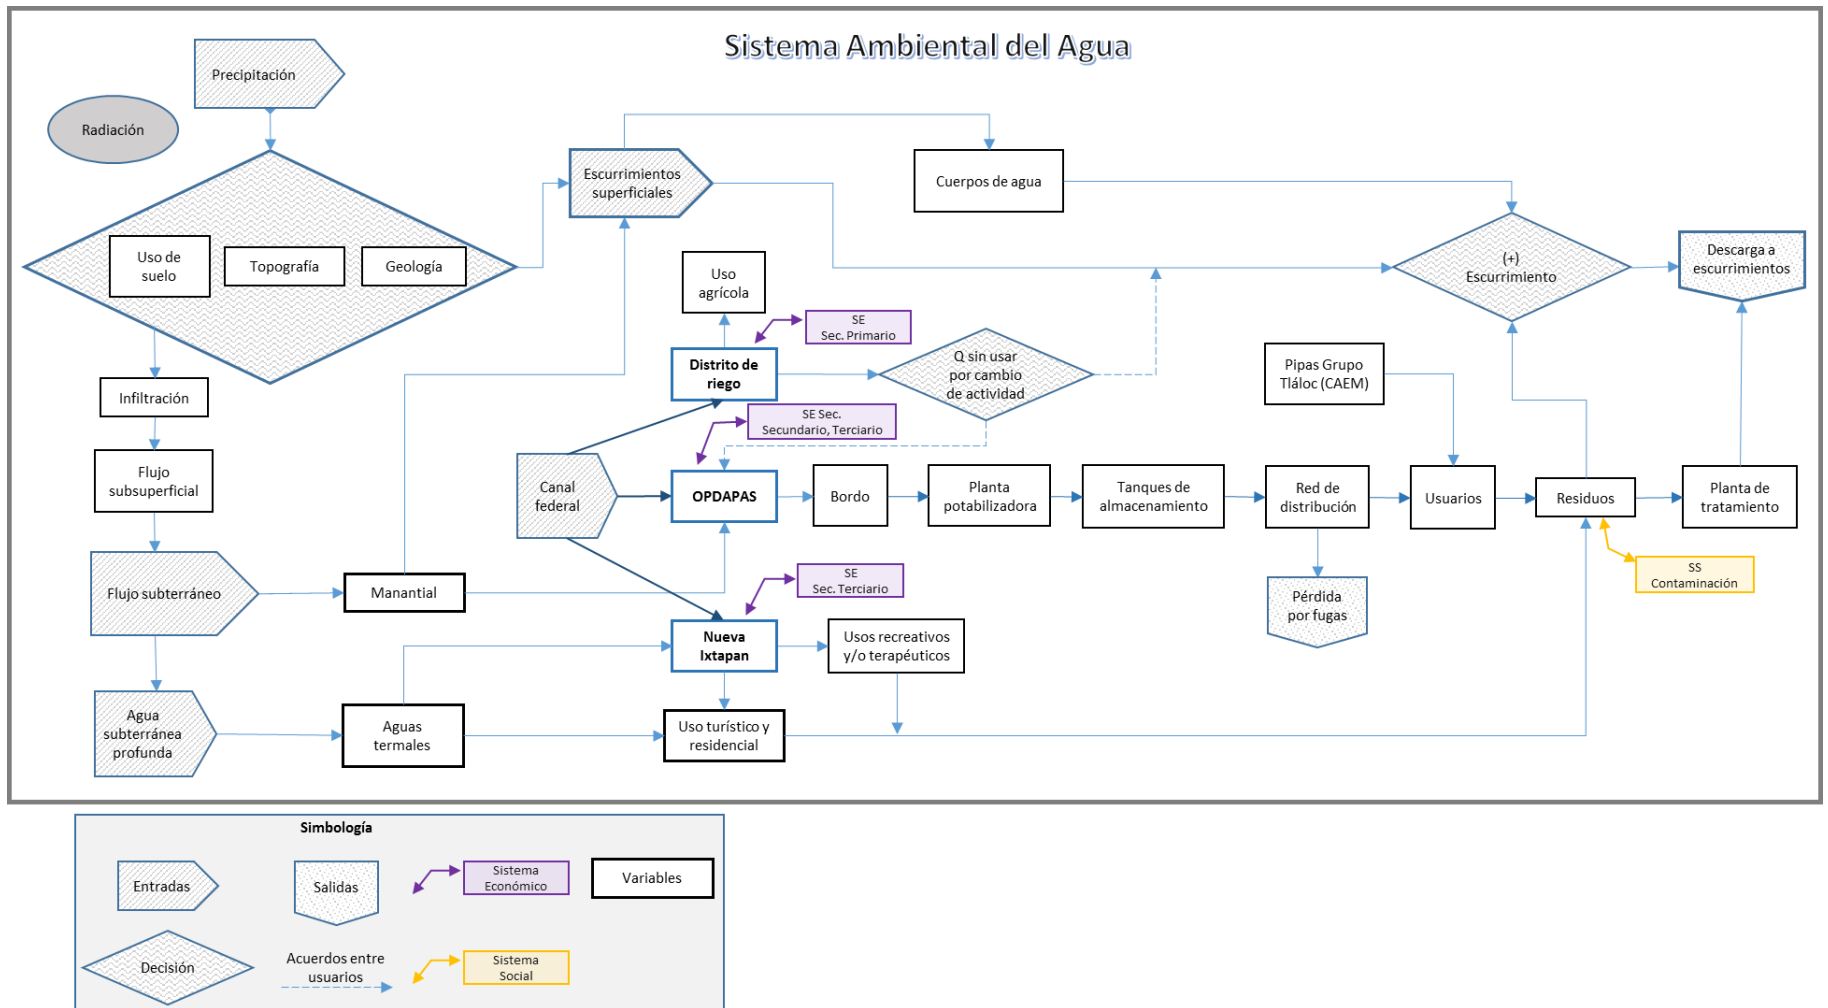 Sistema Ambiental del Agua
Precipitación
Radiación
Uso de
suelo
Topografía
Geología
Escurrimientos
superficiales
Cuerpos de agua
(+)
Escurrimiento
Descarga a
escurrimientos
Uso
agrícola
SE
Sec. Primario
Distrito de
riego
Q sin usar
por cambio
de actividad
Pipas Grupo
Tláloc (CAEM)
Infiltración
SE Sec.
Secundario, Terciario
Flujo
subsuperficial
Canal
federal
OPDAPAS
Bordo
Planta
potabilizadora
Tanques de
almacenamiento
Red de
distribución
Usuarios
Residuos
Planta de
tratamiento
Flujo subterráneo
Manantial
SE
Sec. Terciario
Pérdida
por fugas
SS
Contaminación
Nueva
Ixtapan
Usos recreativos
y/o terapéuticos
Agua
subterránea
profunda
Aguas
termales
Uso turístico y
residencial
Simbología
Entradas
Salidas
Sistema
Económico
Variables
Decisión
Acuerdos entre
usuarios
Sistema
Social